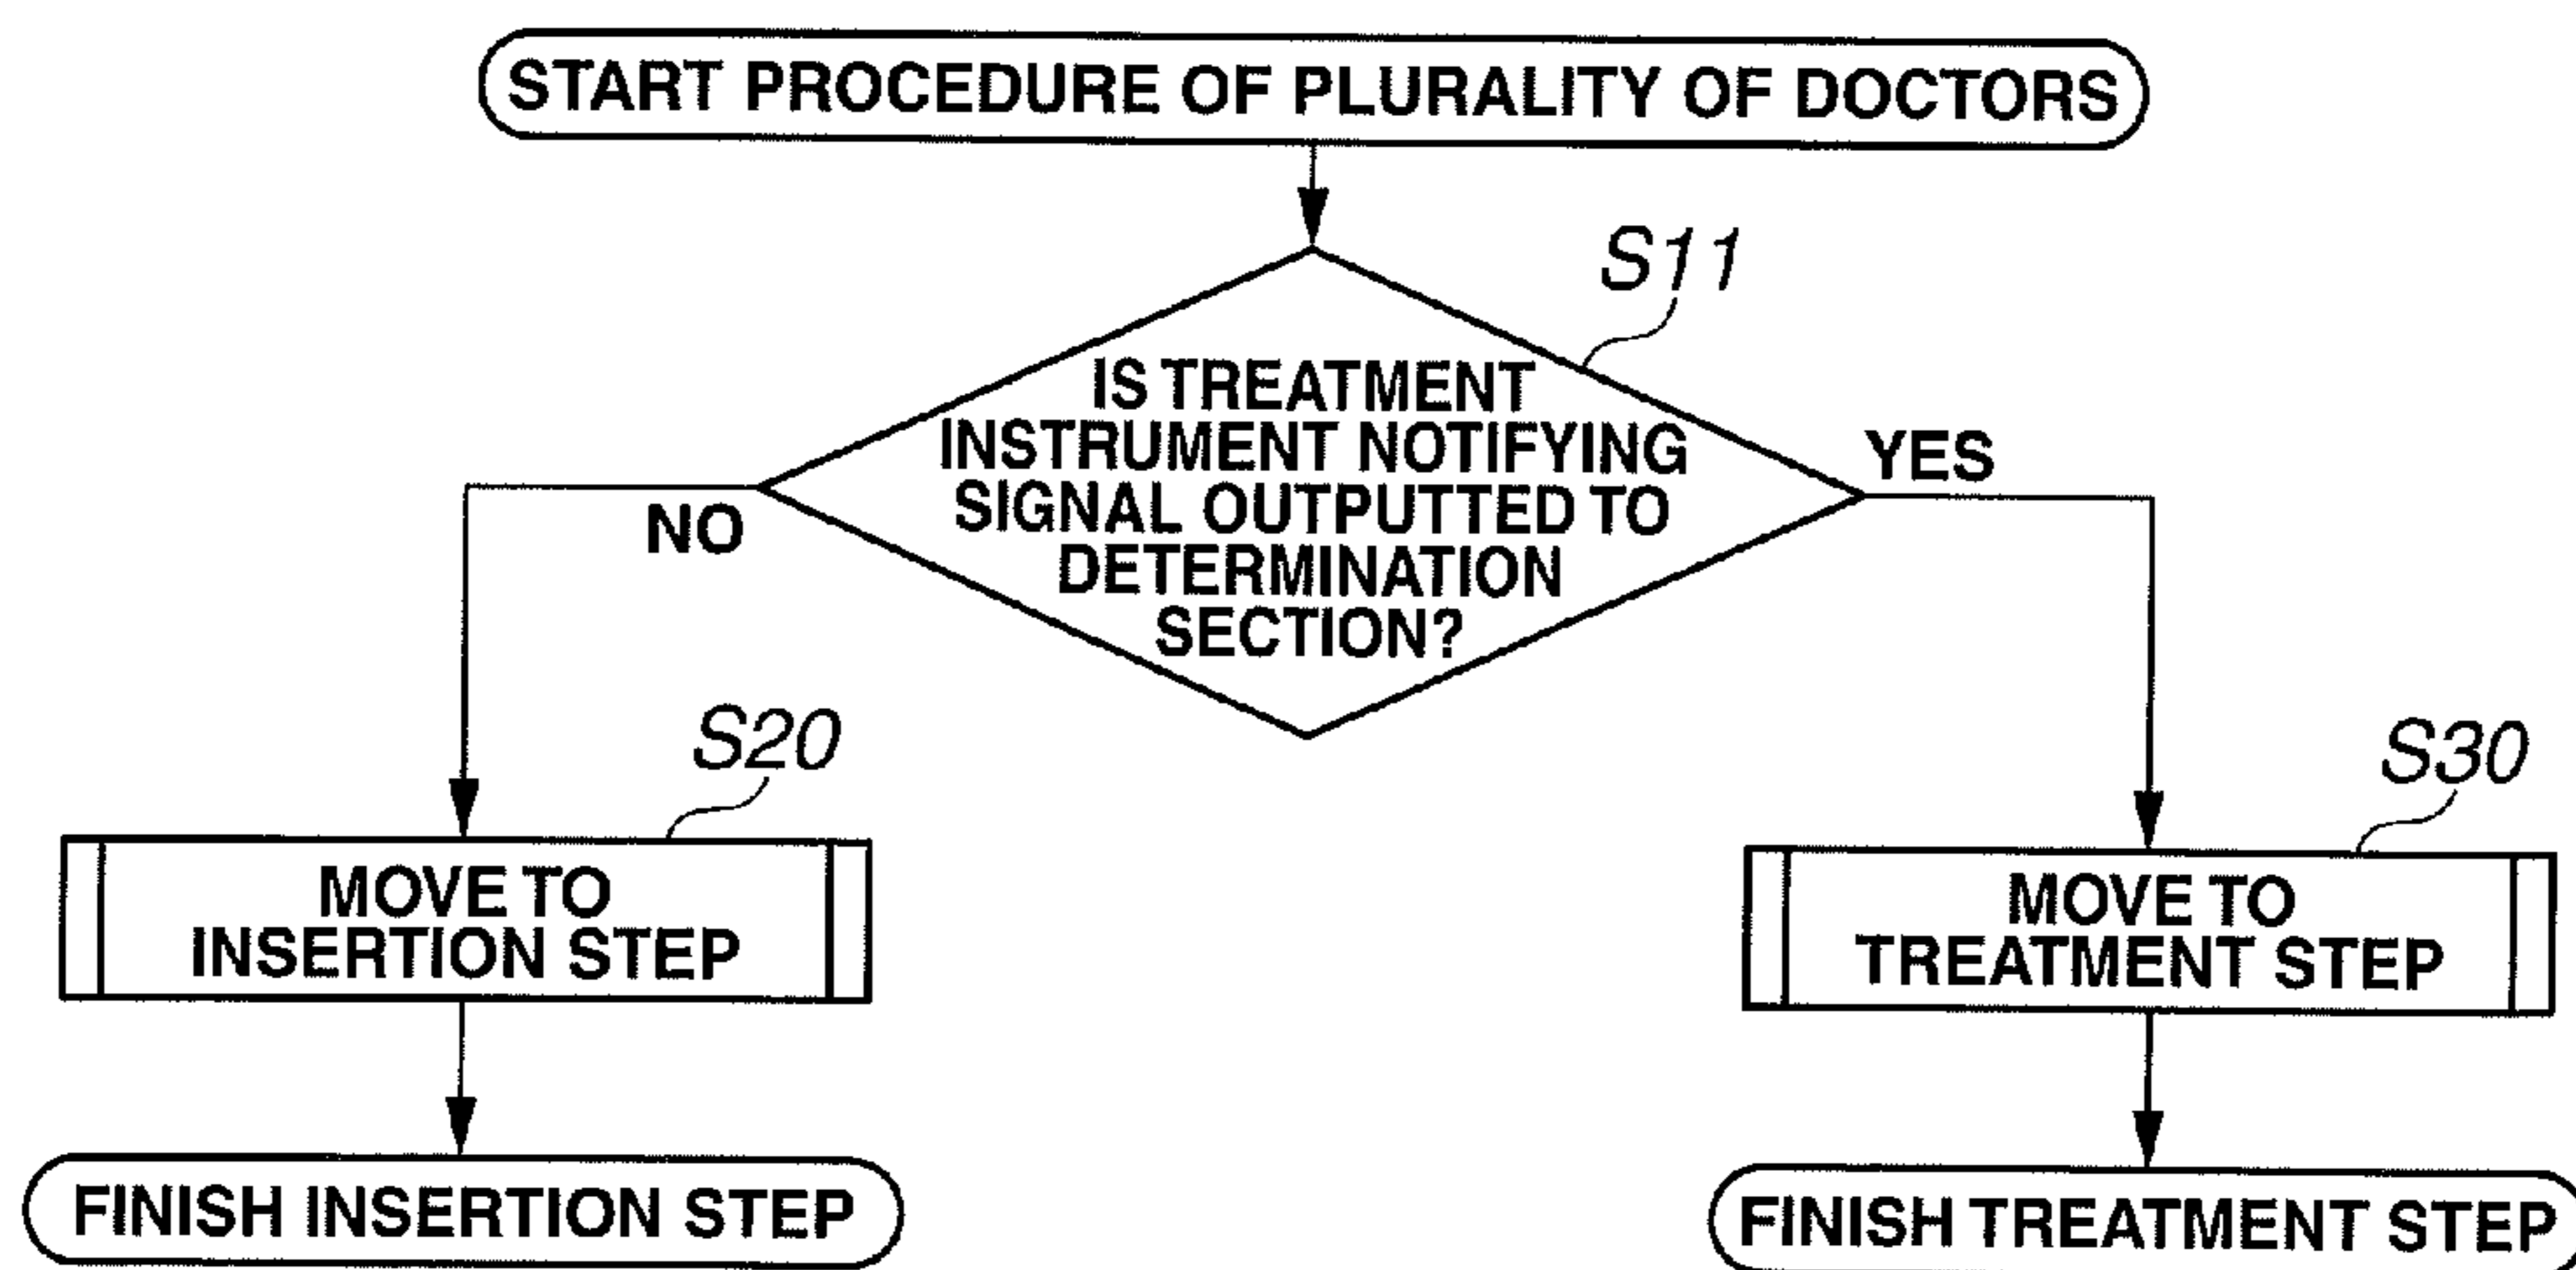 START PROCEDURE OF PLURALITY OF DOCTORS
S11
IS TREATMENT
INSTRUMENT NOTIFYING
SIGNAL OUTPUTTED TO
DETERMINATION
SECTION?
YES
NO
S20
MOVE TO
INSERTION STEP
S30
MOVE TO
TREATMENT STEP
FINISH INSERTION STEP
FINISH TREATMENT STEP